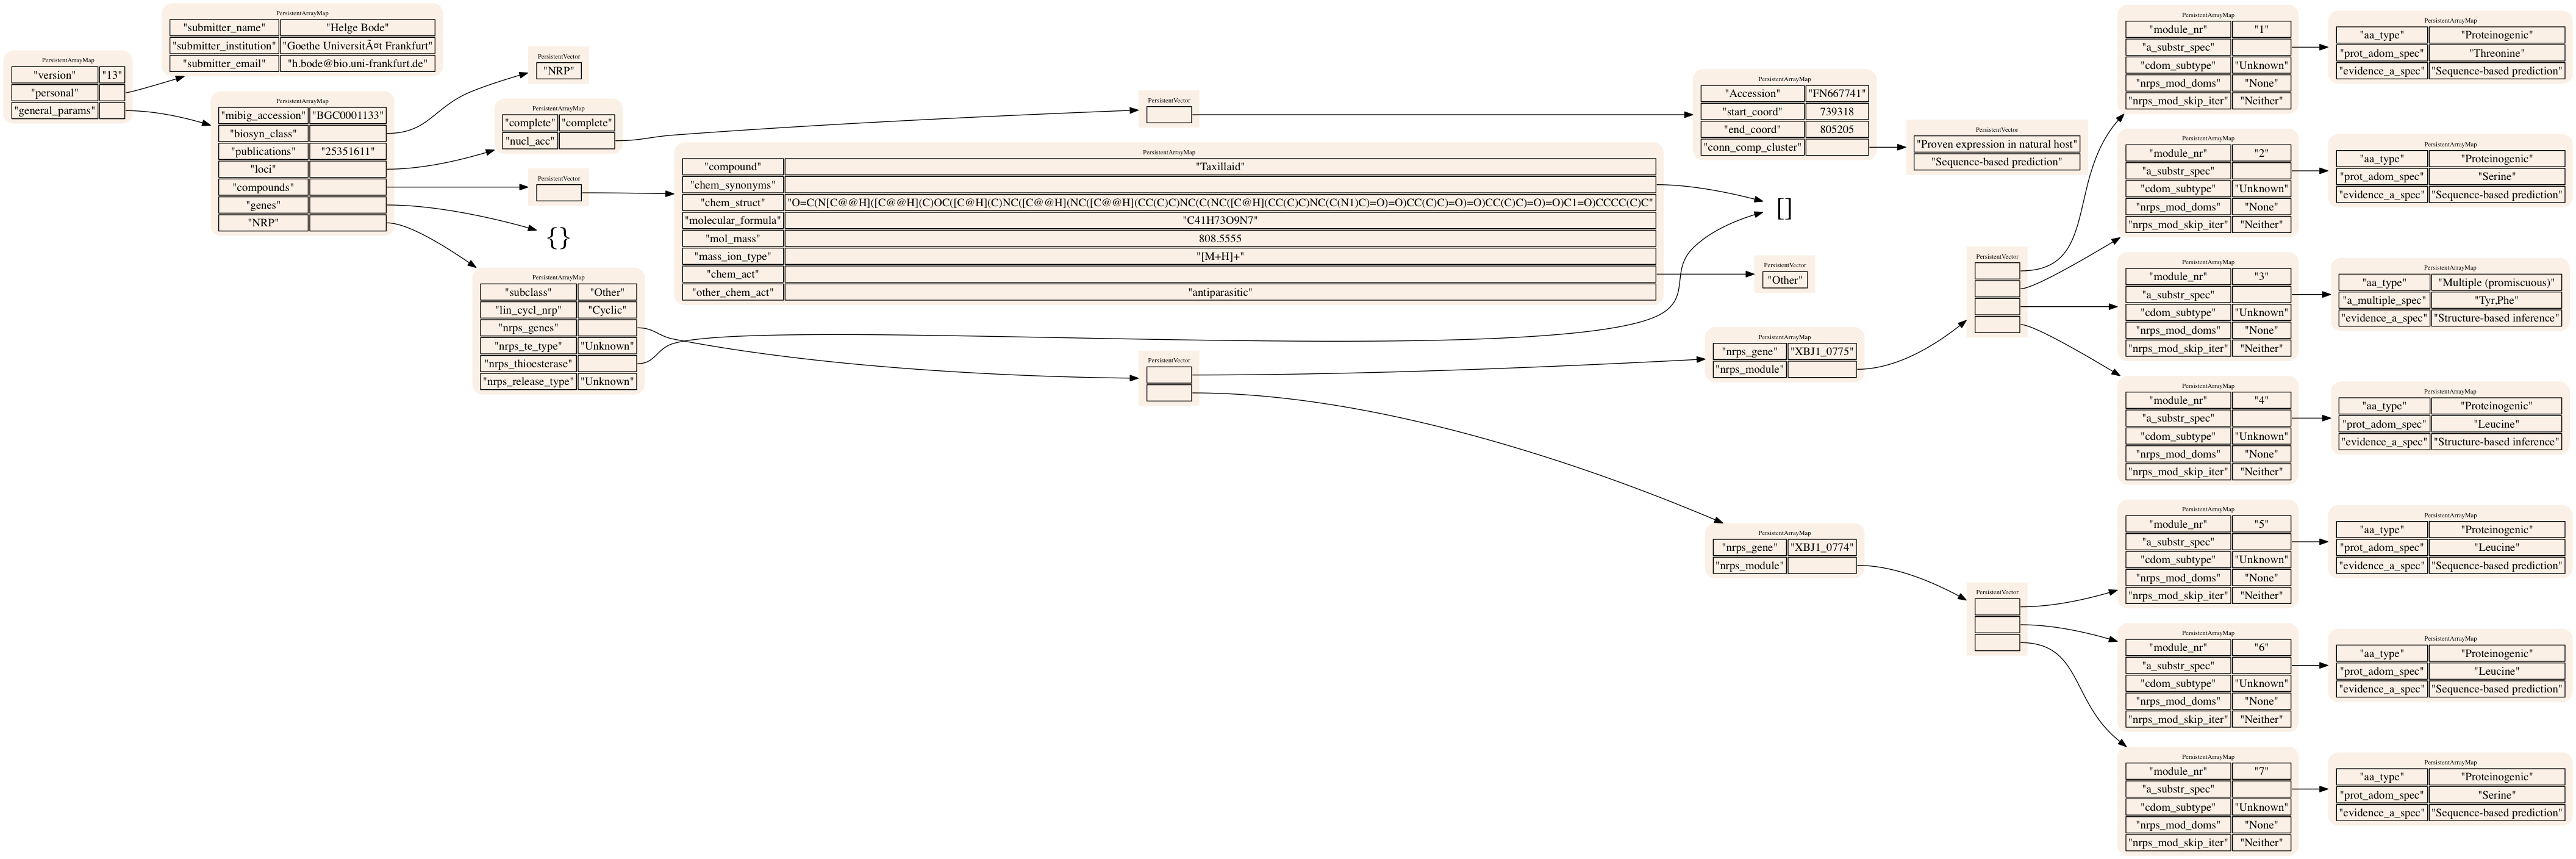 PersistentArrayMap
"version" "13"
"personal"
"general_params"
PersistentArrayMap
"submitter_name" "Helge Bode"
"submitter_institution" "Goethe UniversitÃ¤t Frankfurt"
"submitter_email" "h.bode@bio.uni-frankfurt.de"
PersistentArrayMap
"mibig_accession" "BGC0001133"
"biosyn_class"
"publications" "25351611"
"loci"
"compounds"
"genes"
"NRP"
PersistentVector
"NRP"
PersistentArrayMap
"complete" "complete"
"nucl_acc"
PersistentVector
{}
PersistentArrayMap
"subclass" "Other"
"lin_cycl_nrp" "Cyclic"
"nrps_genes"
"nrps_te_type" "Unknown"
"nrps_thioesterase"
"nrps_release_type" "Unknown"
PersistentArrayMap
"compound" "Taxillaid"
"chem_synonyms"
"chem_struct" "O=C(N[C@@H]([C@@H](C)OC([C@H](C)NC([C@@H](NC([C@@H](CC(C)C)NC(C(NC([C@H](CC(C)C)NC(C(N1)C)=O)=O)CC(C)C)=O)=O)CC(C)C)=O)=O)C1=O)CCCC(C)C"
"molecular_formula" "C41H73O9N7"
"mol_mass" 808.5555
"mass_ion_type" "[M+H]+"
"chem_act"
"other_chem_act" "antiparasitic"
PersistentVector
PersistentVector
PersistentArrayMap
"Accession" "FN667741"
"start_coord" 739318
"end_coord" 805205
"conn_comp_cluster"
PersistentVector
"Proven expression in natural host"
"Sequence-based prediction"
[]
PersistentVector
"Other"
PersistentArrayMap
"nrps_gene" "XBJ1_0775"
"nrps_module"
PersistentArrayMap
"nrps_gene" "XBJ1_0774"
"nrps_module"
PersistentVector
PersistentVector
PersistentArrayMap
"module_nr" "1"
"a_substr_spec"
"cdom_subtype" "Unknown"
"nrps_mod_doms" "None"
"nrps_mod_skip_iter" "Neither"
PersistentArrayMap
"aa_type" "Proteinogenic"
"prot_adom_spec" "Threonine"
"evidence_a_spec" "Sequence-based prediction"
PersistentArrayMap
"module_nr" "2"
"a_substr_spec"
"cdom_subtype" "Unknown"
"nrps_mod_doms" "None"
"nrps_mod_skip_iter" "Neither"
PersistentArrayMap
"aa_type" "Proteinogenic"
"prot_adom_spec" "Serine"
"evidence_a_spec" "Sequence-based prediction"
PersistentArrayMap
"module_nr" "3"
"a_substr_spec"
"cdom_subtype" "Unknown"
"nrps_mod_doms" "None"
"nrps_mod_skip_iter" "Neither"
PersistentArrayMap
"aa_type" "Multiple (promiscuous)"
"a_multiple_spec" "Tyr,Phe"
"evidence_a_spec" "Structure-based inference"
PersistentArrayMap
"module_nr" "4"
"a_substr_spec"
"cdom_subtype" "Unknown"
"nrps_mod_doms" "None"
"nrps_mod_skip_iter" "Neither"
PersistentArrayMap
"aa_type" "Proteinogenic"
"prot_adom_spec" "Leucine"
"evidence_a_spec" "Structure-based inference"
PersistentArrayMap
"module_nr" "5"
"a_substr_spec"
"cdom_subtype" "Unknown"
"nrps_mod_doms" "None"
"nrps_mod_skip_iter" "Neither"
PersistentArrayMap
"aa_type" "Proteinogenic"
"prot_adom_spec" "Leucine"
"evidence_a_spec" "Sequence-based prediction"
PersistentArrayMap
"module_nr" "6"
"a_substr_spec"
"cdom_subtype" "Unknown"
"nrps_mod_doms" "None"
"nrps_mod_skip_iter" "Neither"
PersistentArrayMap
"aa_type" "Proteinogenic"
"prot_adom_spec" "Leucine"
"evidence_a_spec" "Sequence-based prediction"
PersistentArrayMap
"module_nr" "7"
"a_substr_spec"
"cdom_subtype" "Unknown"
"nrps_mod_doms" "None"
"nrps_mod_skip_iter" "Neither"
PersistentArrayMap
"aa_type" "Proteinogenic"
"prot_adom_spec" "Serine"
"evidence_a_spec" "Sequence-based prediction"